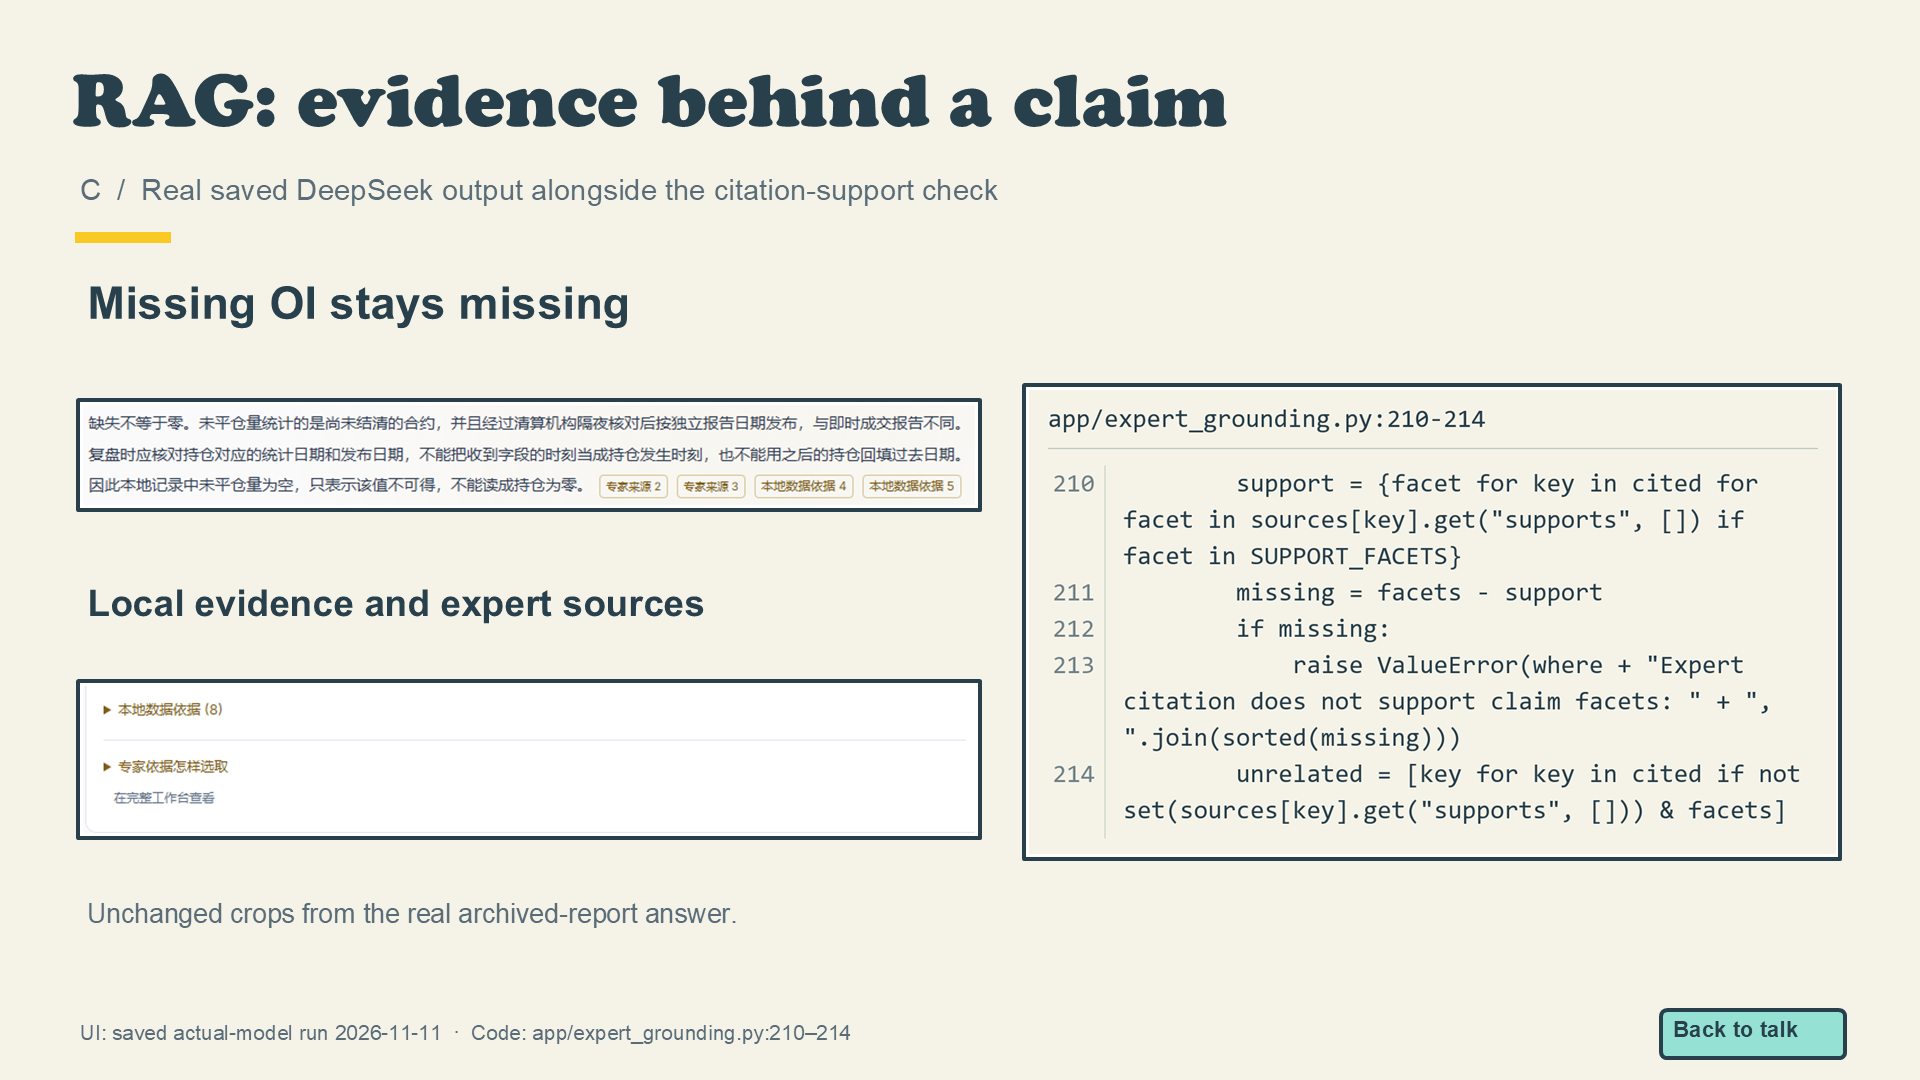 RAG: evidence behind a claim
C / Real saved DeepSeek output alongside the citation-support check
Missing OI stays missing
缺失不等于零。未平仓量统计的是尚未结清的合约，并且经过清算机构隔夜核对后按独立报告日期发布，与即时成交报告不同。
复盘时应核对持仓对应的统计日期和发布日期，不能把收到字段的时刻当成持仓发生时刻，也不能用之后的持仓回填过去日期。
因此本地记录中未平仓量为空，只表示该值不可得，不能读成持仓为零。 专家来源 2 专家来源 3 本地数据依据 4 本地数据依据 5
Local evidence and expert sources
▶ 本地数据依据 (8)
▶ 专家依据怎样选取
在完整工作台查看
Unchanged crops from the real archived-report answer.
app/expert_grounding.py:210-214
210 support = {facet for key in cited for
facet in sources[key].get("supports", []) if
facet in SUPPORT_FACETS}
211 missing = facets - support
212 if missing:
213 raise ValueError(where + "Expert
citation does not support claim facets: " + ",
".join(sorted(missing)))
214 unrelated = [key for key in cited if not
set(sources[key].get("supports", [])) & facets]
UI: saved actual-model run 2026-11-11 · Code: app/expert_grounding.py:210–214
Back to talk